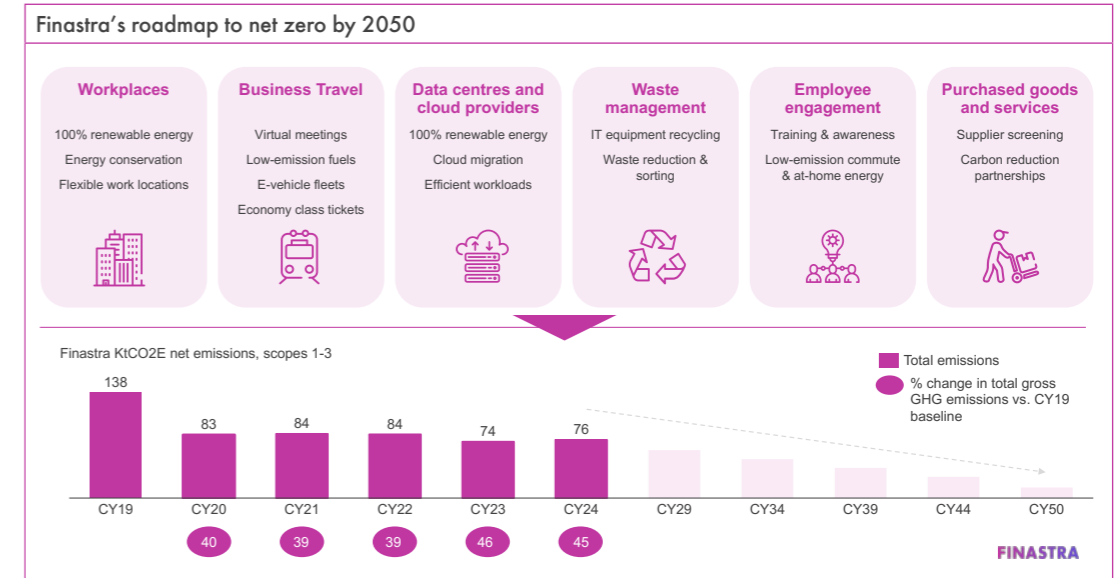 Finastra's roadmap to net zero by 2050
Workplaces
100% renewable energy
Energy conservation
Flexible work locations
Business Travel
Virtual meetings
Low-emission fuels
E-vehicle fleets
Economy class tickets
Data centres and
cloud providers
100% renewable energy
Cloud migration
Efficient workloads
Waste
management
IT equipment recycling
Waste reduction &
sorting
Employee
engagement
Training & awareness
Low-emission commute
& at-home energy
Purchased goods
and services
Supplier screening
Carbon reduction
partnerships
Finastra KtCO2E net emissions, scopes 1-3
Total emissions
% change in total gross
GHG emissions vs. CY19
baseline
138
83
84
84
74
76
CY19
CY20
CY21
CY22
CY23
CY24
CY29
CY34
CY39
CY44
CY50
40
39
39
46
45
FINASTRA